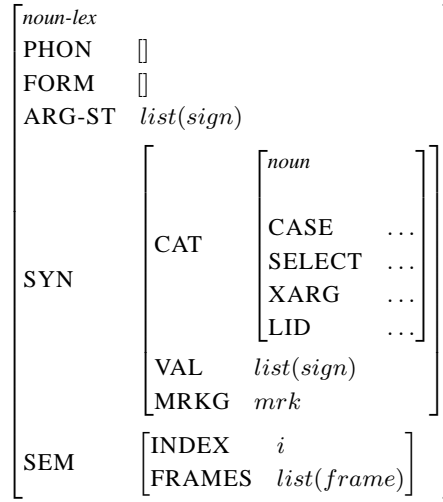 noun-lex
PHON []
FORM []
ARG-ST list(sign)
noun
CASE ...
CAT SELECT ...
SYN XARG ...
LID ...
VAL list(sign)
MRKG mrk
INDEX i
SEM FRAMES list(frame)